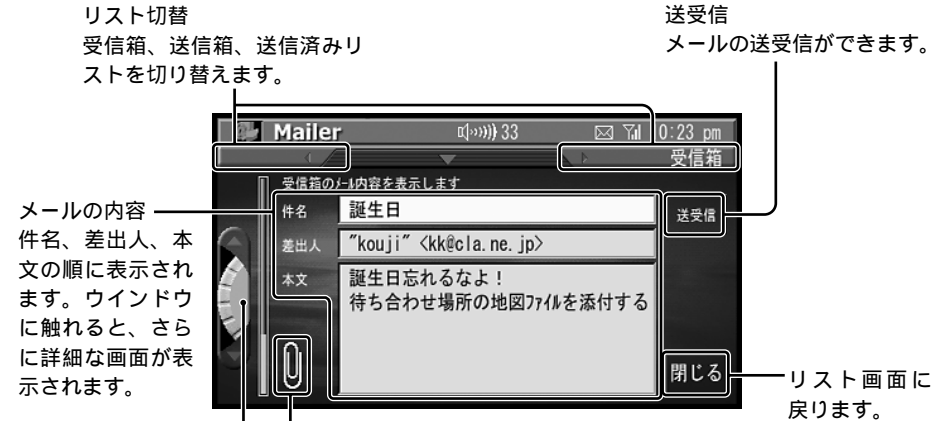 リスト切替
受信箱、送信箱、送信済みリ
ストを切り替えます。
送受信
メールの送受信ができます。
Mailer 33 0:23 pm
受信箱
受信箱のﾒｰﾙ内容を表示します
件名 誕生日
送受信
差出人 "kouji" <kk@cla.ne.jp>
本文 誕生日忘れるなよ!
待ち合わせ場所の地図ﾌｧｲﾙを添付する
閉じる
メールの内容
件名、差出人、本
文の順に表示され
ます。ウインドウ
に触れると、さら
に詳細な画面が表
示されます。
リスト画面に
戻ります。